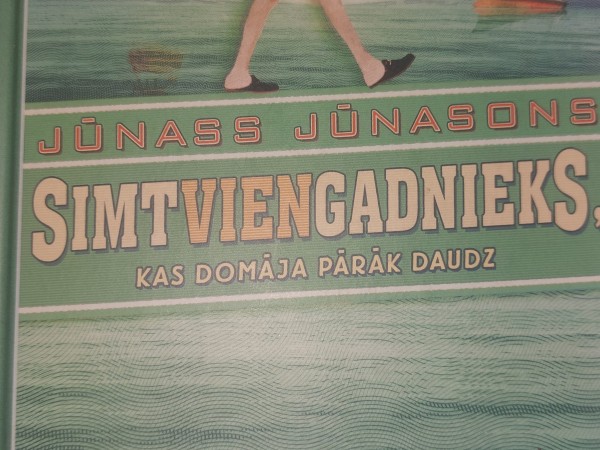 JŪNASS JŪNASONS
SIMTVIENGADNIEKS,
KAS DOMĀJA PĀRĀK DAUDZ